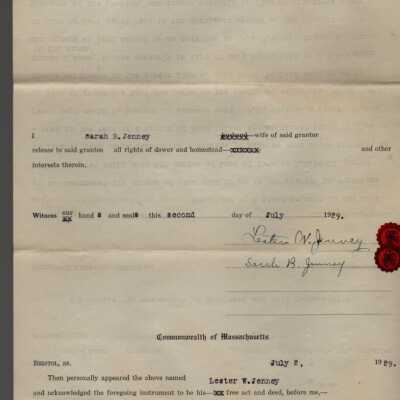 I Sarah B. Jenney wife of said grantor
release to said grantee all rights of dower and homestead and other
interests therein.
Witness our hand s and seals this second day of July 1929.
Lester W. Jenney
Sarah B. Jenney
Commonwealth of Massachusetts
BRISTOL, ss. July 2, 1929.
Then personally appeared the above named Lester W. Jenney
and acknowledged the foregoing instrument to be his free act and deed, before me,—